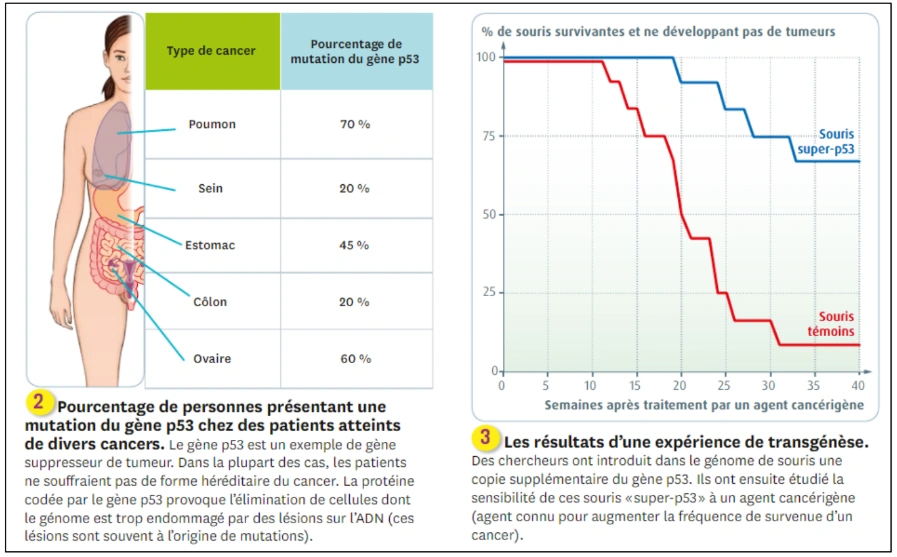 Type de cancer
Pourcentage de
mutation du gène p53
Poumon
70 %
Sein
20 %
Estomac
45 %
Côlon
20 %
Ovaire
60 %
2 Pourcentage de personnes présentant une
mutation du gène p53 chez des patients atteints
de divers cancers. Le gène p53 est un exemple de gène
suppresseur de tumeur. Dans la plupart des cas, les patients
ne souffraient pas de forme héréditaire du cancer. La protéine
codée par le gène p53 provoque l'élimination de cellules dont
le génome est trop endommagé par des lésions sur l'ADN (ces
lésions sont souvent à l'origine de mutations).
% de souris survivantes et ne développant pas de tumeurs
100
75
50
25
0
Souris
super-p53
Souris
témoins
0 5 10 15 20 25 30 35 40
Semaines après traitement par un agent cancérigène
3 Les résultats d'une expérience de transgénèse.
Des chercheurs ont introduit dans le génome de souris une
copie supplémentaire du gène p53. Ils ont ensuite étudié la
sensibilité de ces souris «super-p53» à un agent cancérigène
(agent connu pour augmenter la fréquence de survenue d'un
cancer).